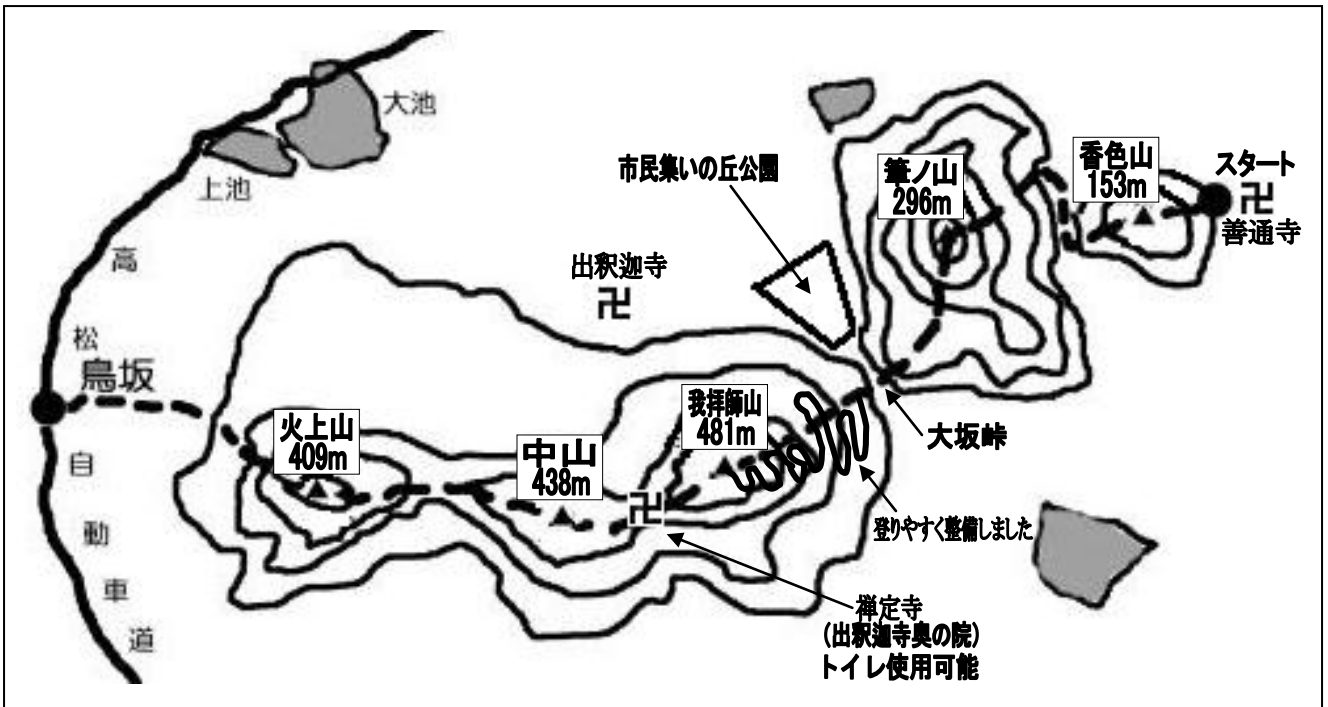 大池
上池
高松自動車道
鳥坂
市民集いの丘公園
出釈迦寺
卍
筆ノ山
296m
香色山
153m
スタート
卍
善通寺
火上山
409m
中山
438m
我拝師山
481m
卍
大坂峠
登りやすく整備しました
禅定寺
(出釈迦寺奥の院)
トイレ使用可能